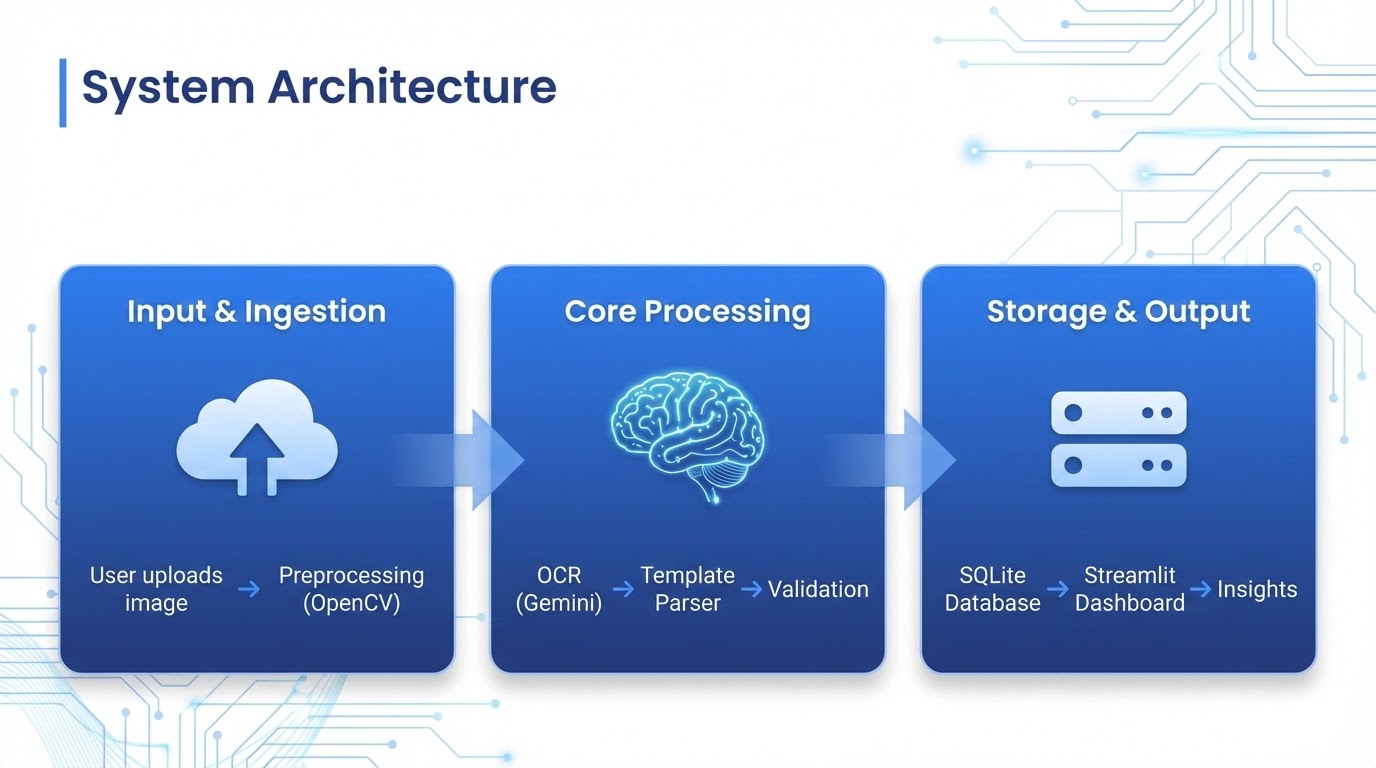 System Architecture
Input & Ingestion
User uploads
image
→
Preprocessing
(OpenCV)
Core Processing
OCR
(Gemini)
→
Template
Parser
→
Validation
Storage & Output
SQLite
Database
→
Streamlit
Dashboard
→
Insights